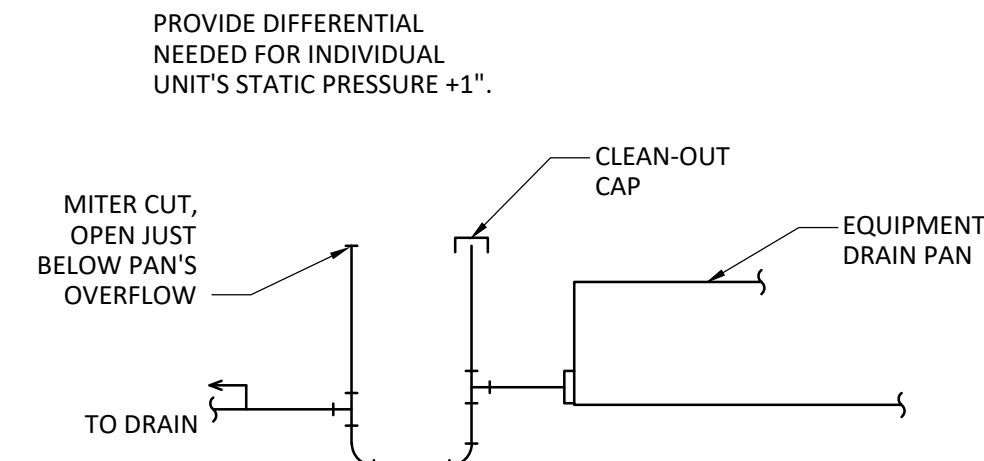 PROVIDE DIFFERENTIAL
NEEDED FOR INDIVIDUAL
UNIT'S STATIC PRESSURE +1".
CLEAN-OUT
CAP
MITER CUT,
OPEN JUST
BELOW PAN'S
OVERFLOW
EQUIPMENT
DRAIN PAN
TO DRAIN